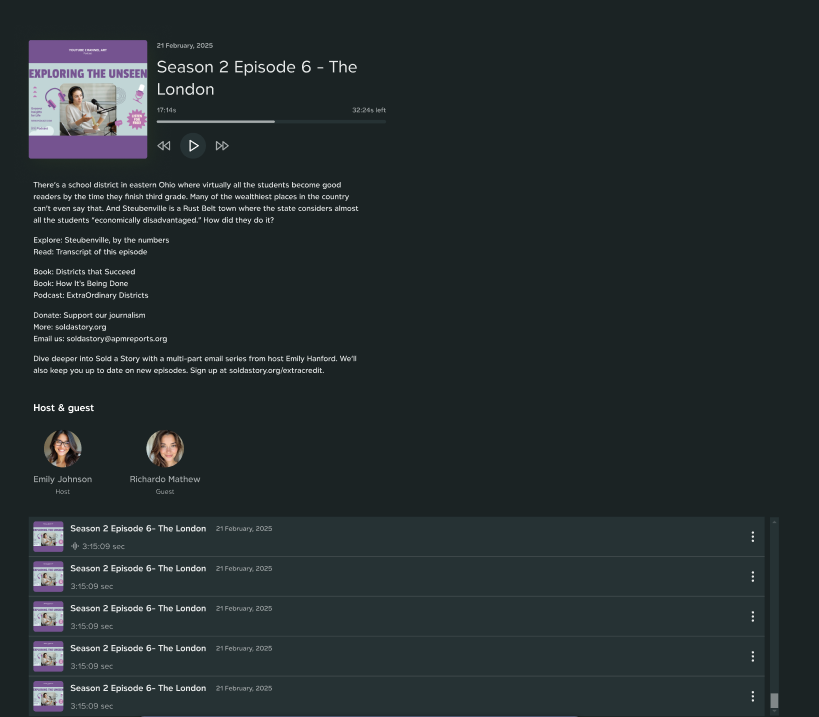 21 February, 2025
EXPLORING THE UNSEEN
Season 2 Episode 6 - The
London
17:14s
32:24s left
There's a school district in eastern Ohio where virtually all the students become good
readers by the time they finish third grade. Many of the wealthiest places in the country
can't even say that. And Steubenville is a Rust Belt town where the state considers almost
all the students "economically disadvantaged." How did they do it?
Explore: Steubenville, by the numbers
Read: Transcript of this episode
Book: Districts that Succeed
Book: How It's Being Done
Podcast: ExtraOrdinary Districts
Donate: Support our journalism
More: soldastory.org
Email us: soldastory@apmreports.org
Dive deeper into Sold a Story with a multi-part email series from host Emily Hanford. We'll
also keep you up to date on new episodes. Sign up at soldastory.org/extracredit.
Host & guest
Emily Johnson
Host
Richardo Mathew
Guest
Season 2 Episode 6- The London 21 February, 2025
3:15:09 sec
Season 2 Episode 6- The London 21 February, 2025
3:15:09 sec
Season 2 Episode 6- The London 21 February, 2025
3:15:09 sec
Season 2 Episode 6- The London 21 February, 2025
3:15:09 sec
Season 2 Episode 6- The London 21 February, 2025
3:15:09 sec